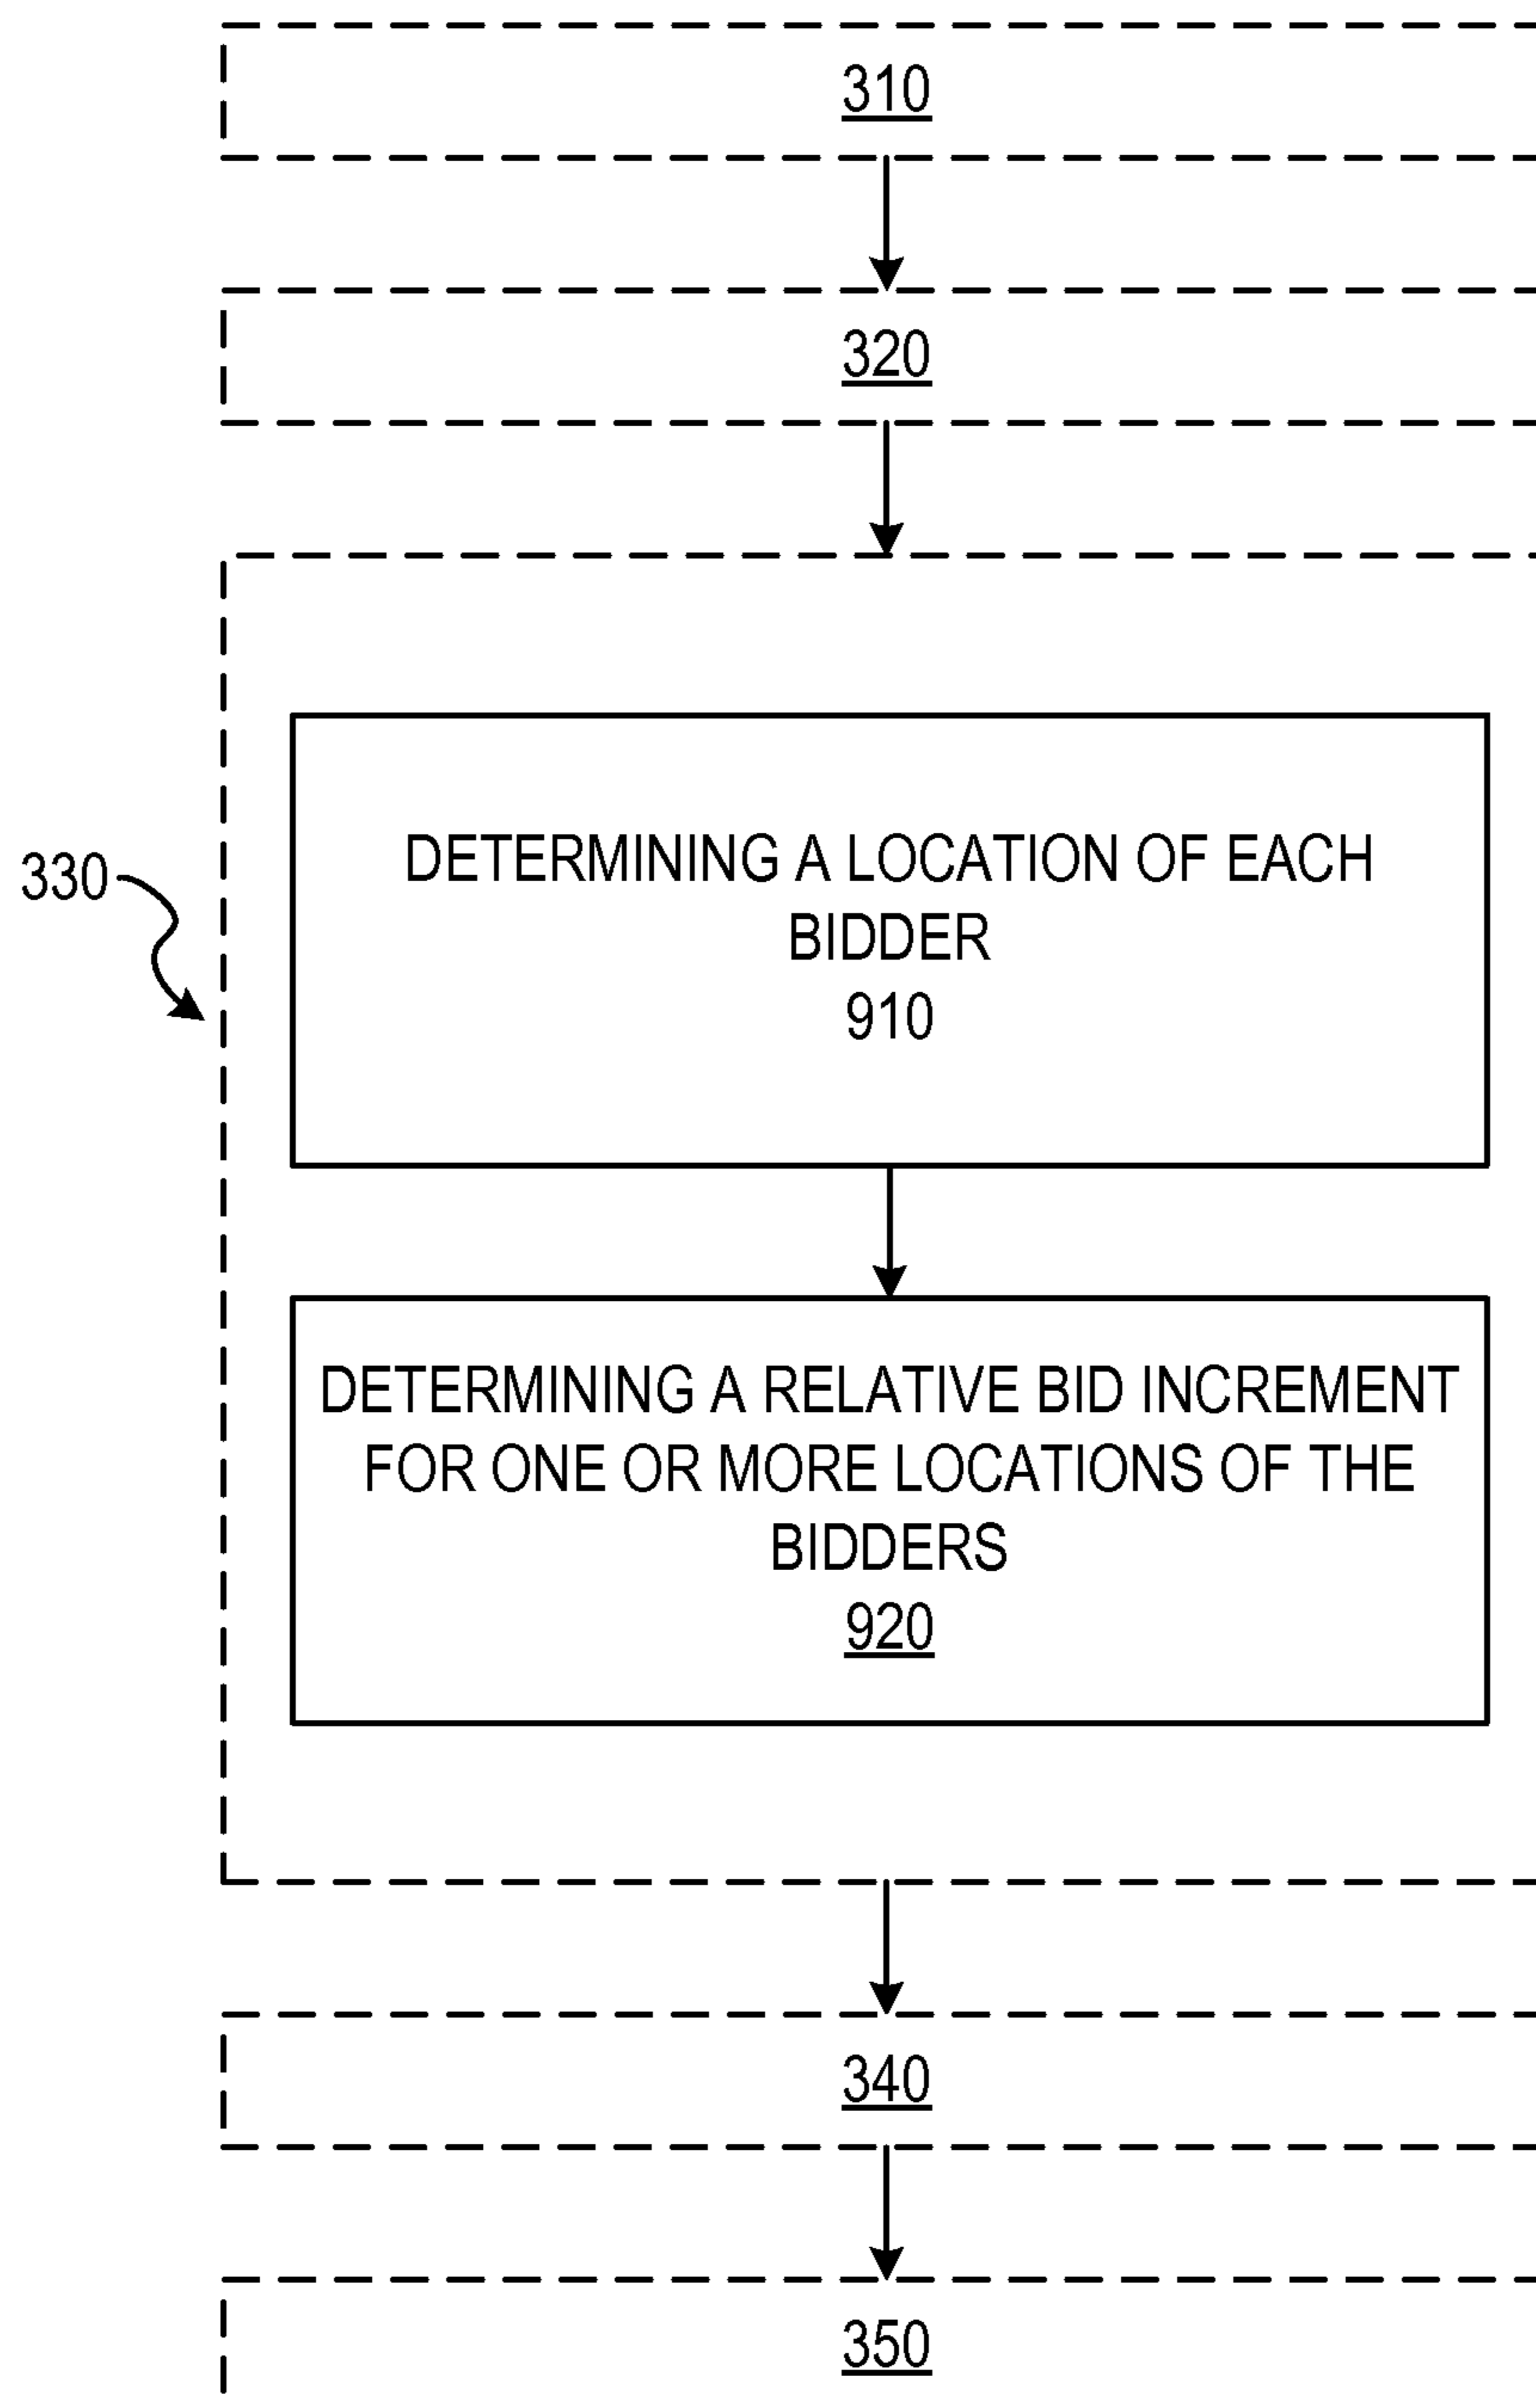 310
320
330
DETERMINING A LOCATION OF EACH
BIDDER
910
DETERMINING A RELATIVE BID INCREMENT
FOR ONE OR MORE LOCATIONS OF THE
BIDDERS
920
340
350